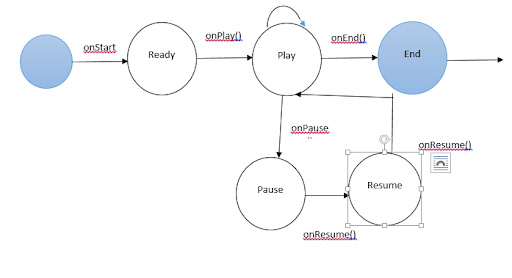 onStart
Ready
onPlay()
Play
onEnd()
End
onPause
Pause
onResume()
Resume
onResume()